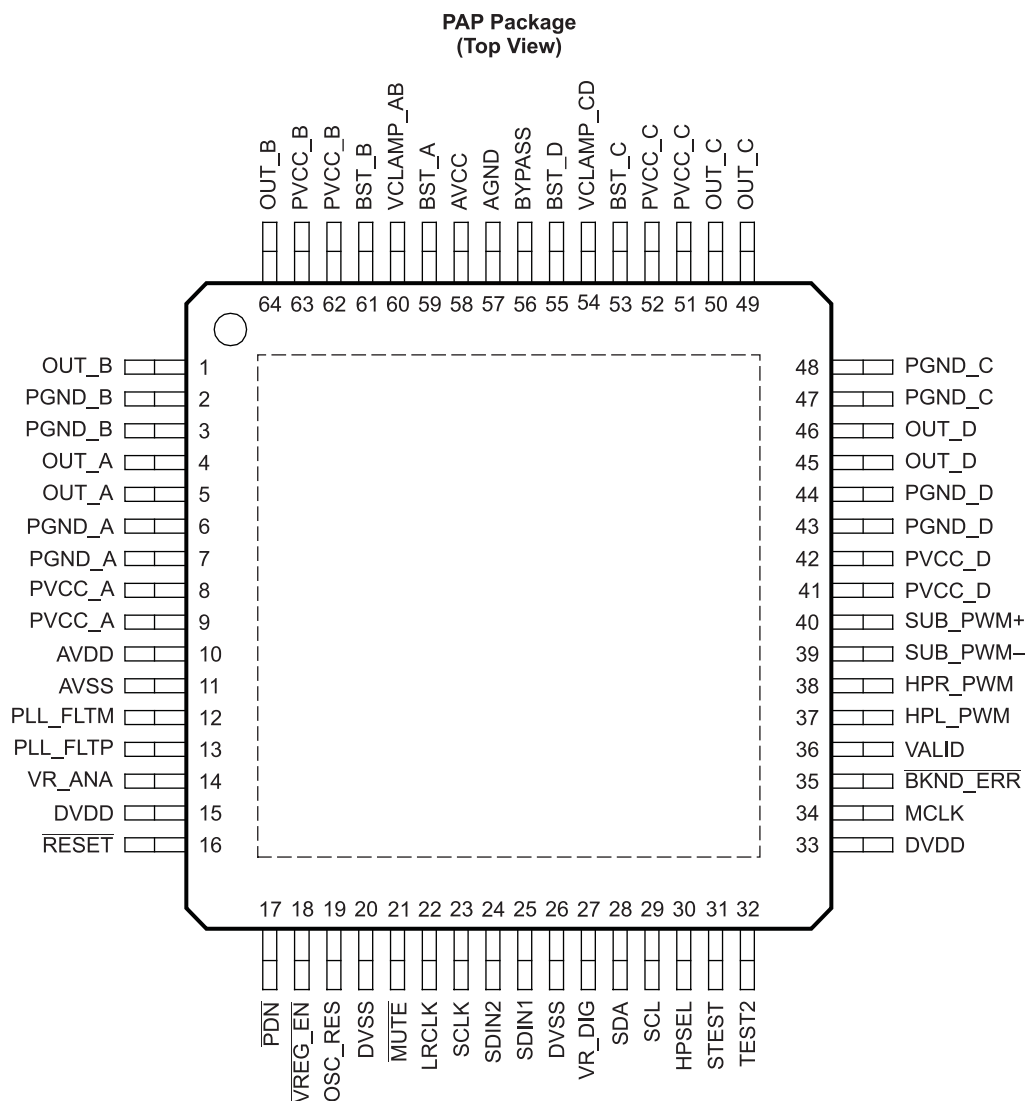 PAP Package
(Top View)
OUT_B
PVCC_B
PVCC_B
BST_B
VCLAMP_AB
BST_A
AVCC
AGND
BYPASS
BST_D
VCLAMP_CD
BST_C
PVCC_C
PVCC_C
OUT_C
OUT_C
64 63 62 61 60 59 58 57 56 55 54 53 52 51 50 49
OUT_B 1 48 PGND_C
PGND_B 2 47 PGND_C
PGND_B 3 46 OUT_D
OUT_A 4 45 OUT_D
OUT_A 5 44 PGND_D
PGND_A 6 43 PGND_D
PGND_A 7 42 PVCC_D
PVCC_A 8 41 PVCC_D
PVCC_A 9 40 SUB_PWM+
AVDD 10 39 SUB_PWM–
AVSS 11 38 HPR_PWM
PLL_FLTM 12 37 HPL_PWM
PLL_FLTP 13 36 VALID
VR_ANA 14 35 BKND_ERR
DVDD 15 34 MCLK
RESET 16 33 DVDD
17 18 19 20 21 22 23 24 25 26 27 28 29 30 31 32
PDN
VREG_EN
OSC_RES
DVSS
MUTE
LRCLK
SCLK
SDIN2
SDIN1
DVSS
VR_DIG
SDA
SCL
HPSEL
STEST
TEST2